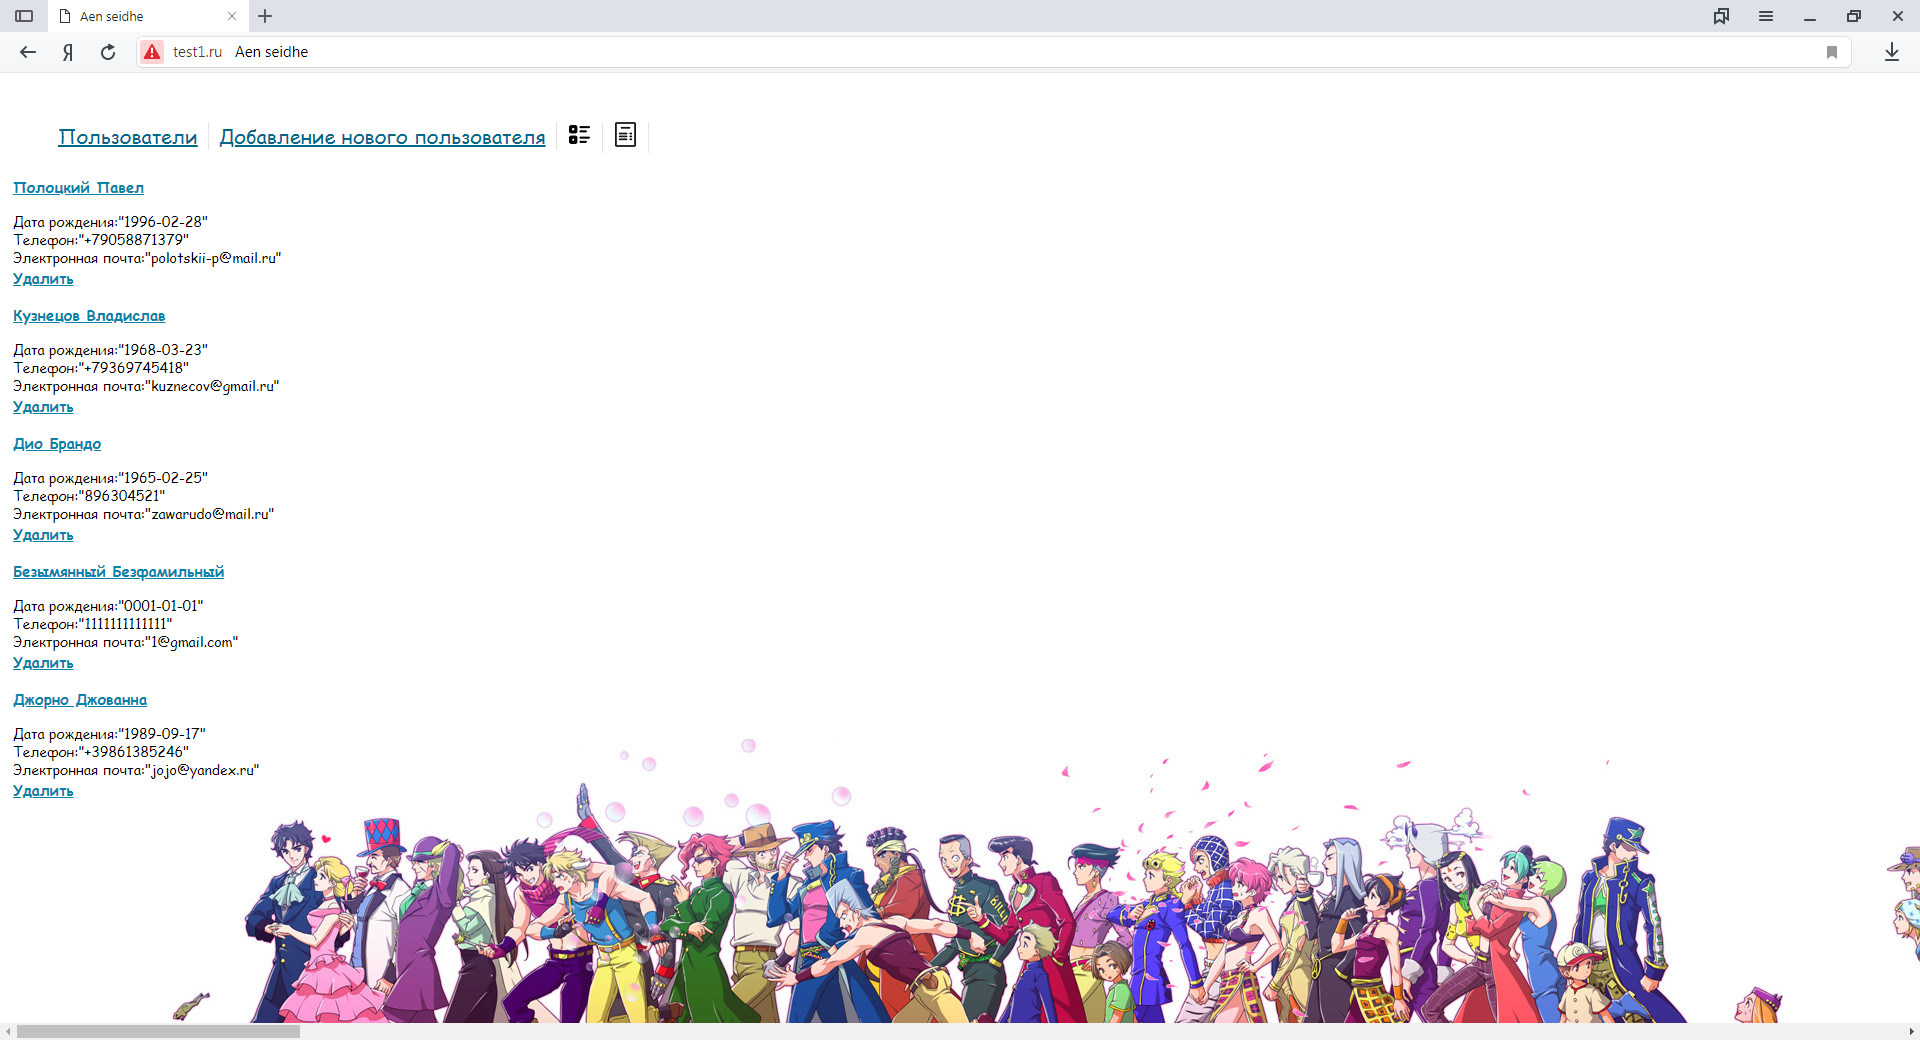 Aen seidhe
test1.ru Aen seidhe
Пользователи Добавление нового пользователя
Полоцкий Павел
Дата рождения:"1996-02-28"
Телефон:"+79058871379"
Электронная почта:"polotskii-p@mail.ru"
Удалить
Кузнецов Владислав
Дата рождения:"1968-03-23"
Телефон:"+79369745418"
Электронная почта:"kuznecov@gmail.ru"
Удалить
Дио Брандо
Дата рождения:"1965-02-25"
Телефон:"896304521"
Электронная почта:"zawarudo@mail.ru"
Удалить
Безымянный Безфамильный
Дата рождения:"0001-01-01"
Телефон:"1111111111111"
Электронная почта:"1@gmail.com"
Удалить
Джорно Джованна
Дата рождения:"1989-09-17"
Телефон:"+39861385246"
Электронная почта:"jojo@yandex.ru"
Удалить